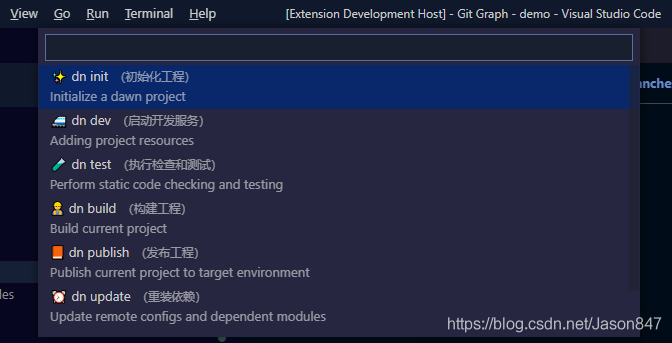 View Go Run Terminal Help [Extension Development Host] - Git Graph - demo - Visual Studio Code
dn init (初始化工程)
Initialize a dawn project
dn dev (启动开发服务)
Adding project resources
dn test (执行检查和测试)
Perform static code checking and testing
dn build (构建工程)
Build current project
dn publish (发布工程)
Publish current project to target environment
dn update (重装依赖)
Update remote configs and dependent modules
anche
les
https://blog.csdn.net/Jason847